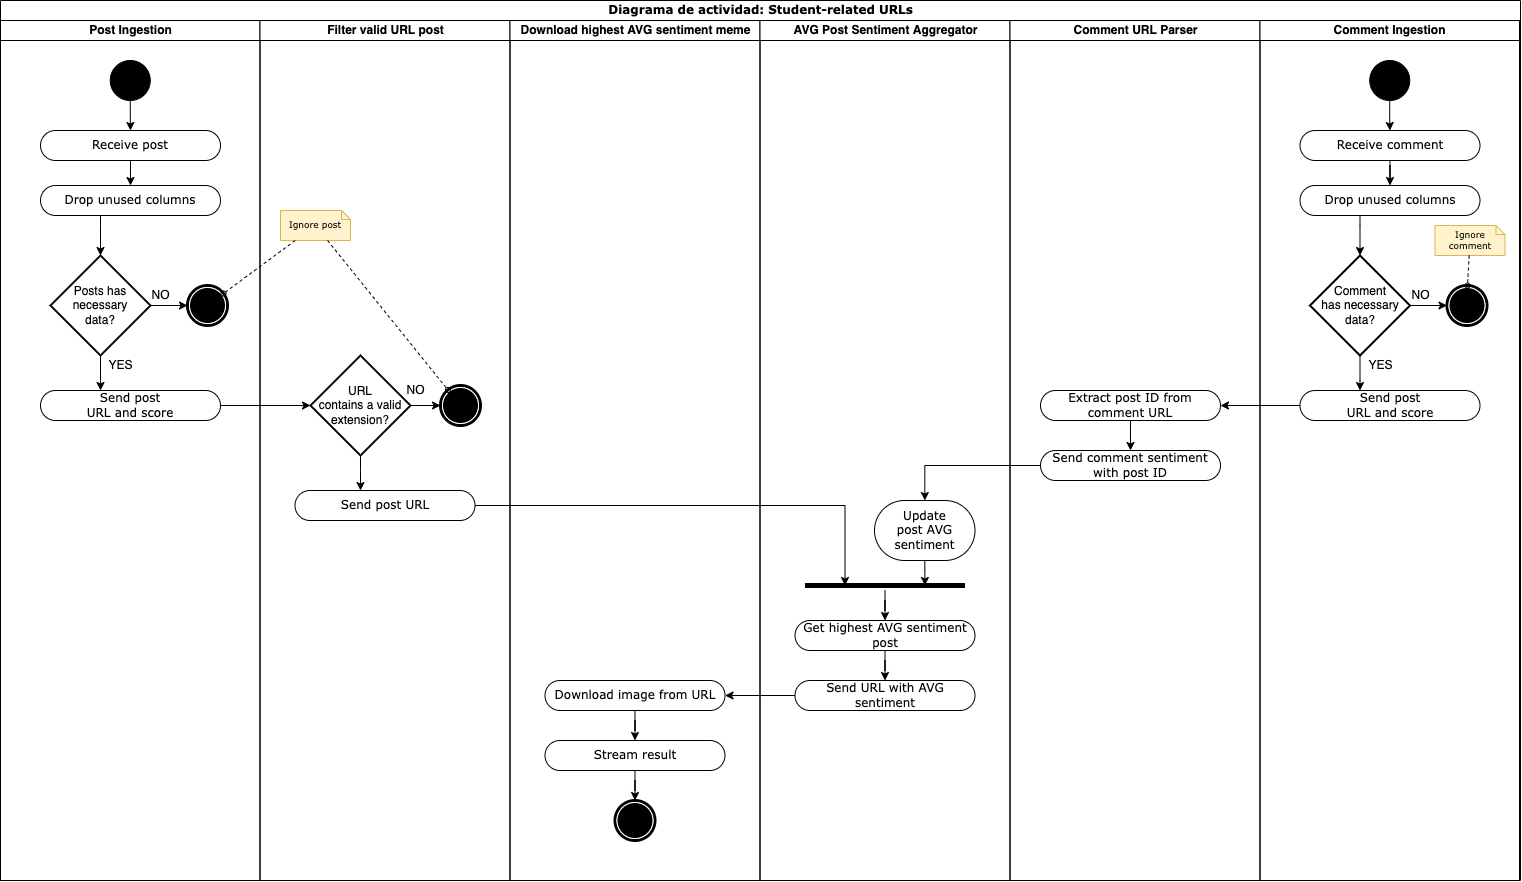 Diagrama de actividad: Student-related URLs
Post Ingestion
Filter valid URL post
Download highest AVG sentiment meme
AVG Post Sentiment Aggregator
Comment URL Parser
Comment Ingestion
Receive post
Drop unused columns
Posts has
necessary
data?
NO
YES
Send post
URL and score
Ignore post
URL
contains a valid
extension?
NO
Send post URL
Download image from URL
Stream result
Update
post AVG
sentiment
Get highest AVG sentiment
post
Send URL with AVG
sentiment
Extract post ID from
comment URL
Send comment sentiment
with post ID
Receive comment
Drop unused columns
Ignore
comment
Comment
has necessary
data?
NO
YES
Send post
URL and score